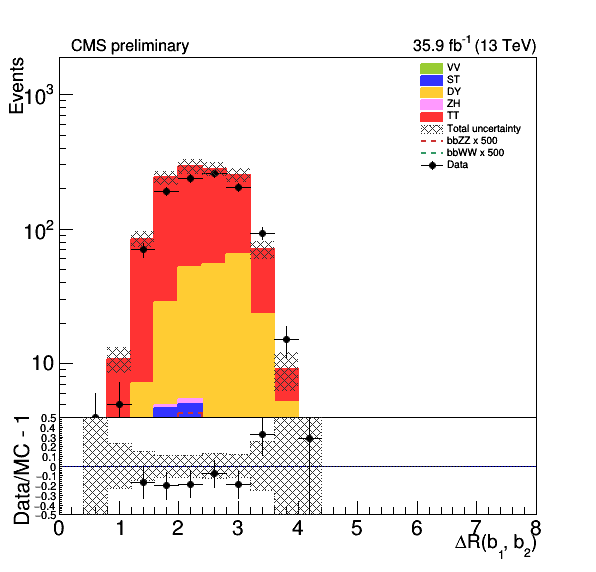 CMS preliminary
35.9 fb⁻¹ (13 TeV)
Events
10³
10²
10
VV
ST
DY
ZH
TT
Total uncertainty
bbZZ x 500
bbWW x 500
Data
Data/MC - 1
0.5
0.4
0.3
0.2
0.1
0
−0.1
−0.2
−0.3
−0.4
−0.5
0 1 2 3 4 5 6 7 8
ΔR(b₁, b₂)